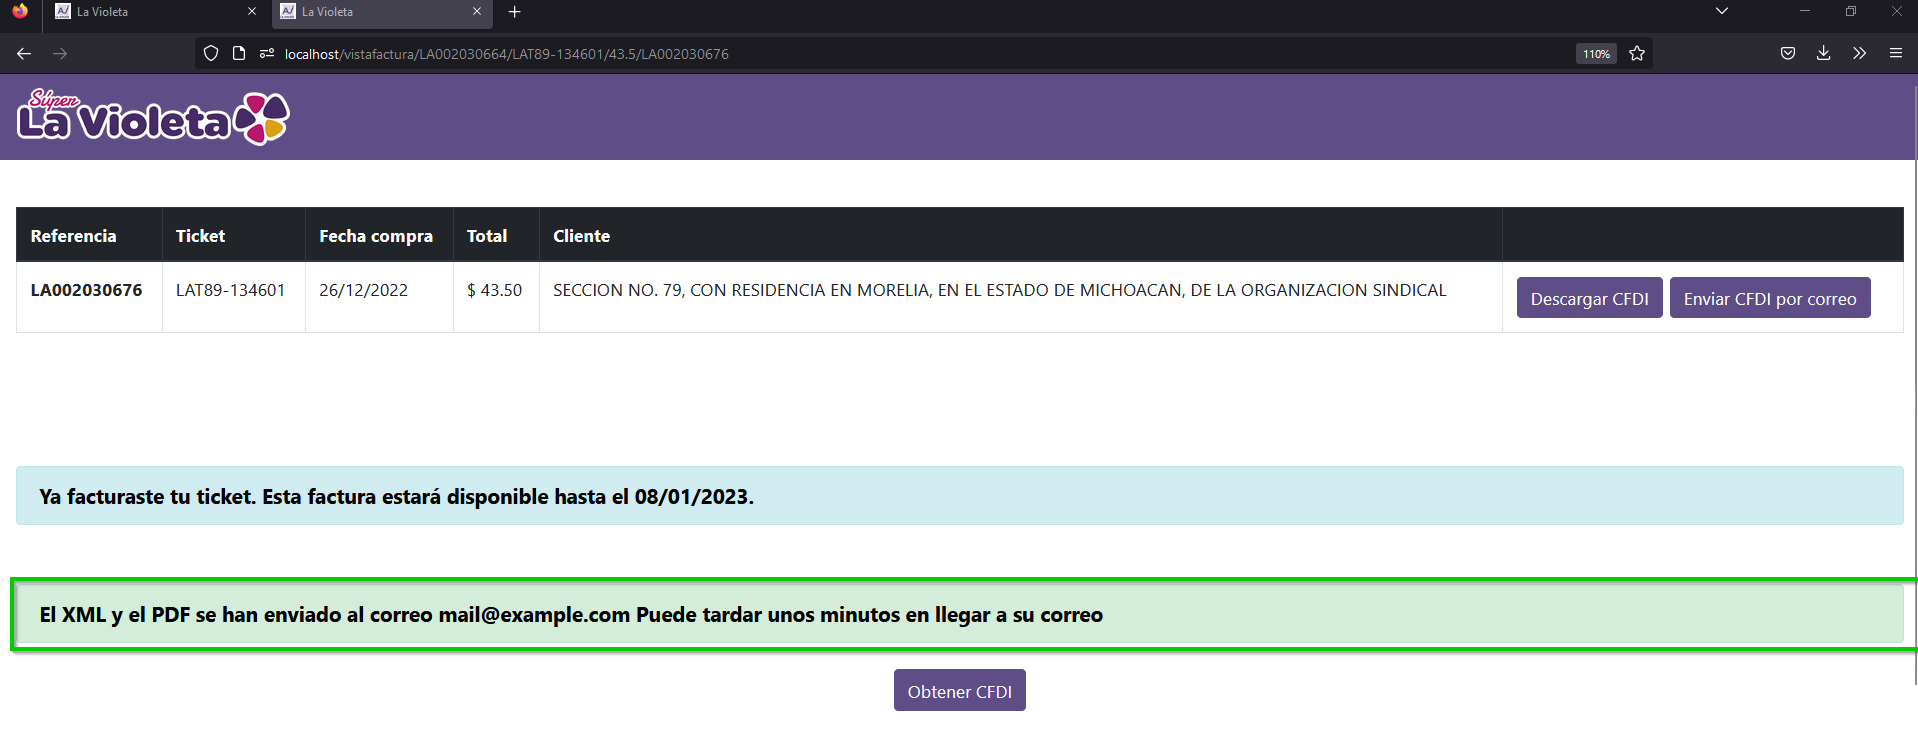 La Violeta
La Violeta
localhost/vistafactura/LA002030664/LAT89-134601/43.5/LA002030676
110%
Súper
La Violeta
Referencia Ticket Fecha compra Total Cliente
LA002030676 LAT89-134601 26/12/2022 $ 43.50 SECCION NO. 79, CON RESIDENCIA EN MORELIA, EN EL ESTADO DE MICHOACAN, DE LA ORGANIZACION SINDICAL Descargar CFDI Enviar CFDI por correo
Ya facturaste tu ticket. Esta factura estará disponible hasta el 08/01/2023.
El XML y el PDF se han enviado al correo mail@example.com Puede tardar unos minutos en llegar a su correo
Obtener CFDI